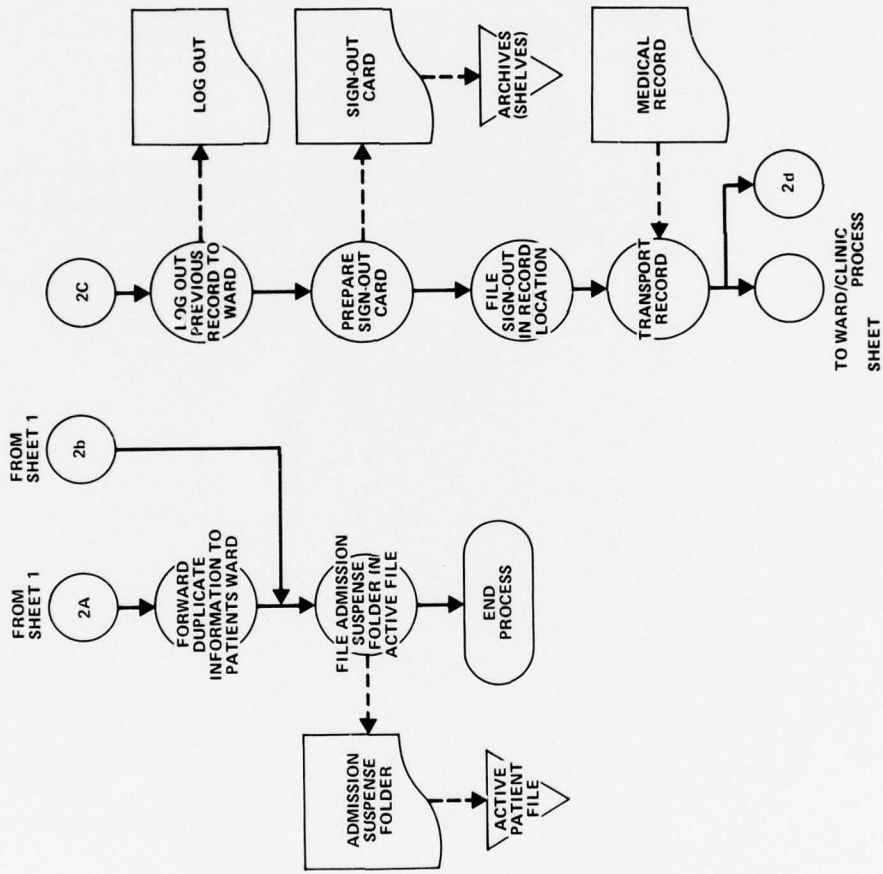 FROM
SHEET 1
2A
FORWARD
DUPLICATE
INFORMATION TO
PATIENTS WARD
FROM
SHEET 1
2b
FILE ADMISSION
SUSPENSE
FOLDER IN
ACTIVE FILE
END
PROCESS
ADMISSION
SUSPENSE
FOLDER
ACTIVE
PATIENT
FILE
2C
LOG OUT
PREVIOUS
RECORD TO
WARD
LOG OUT
PREPARE
SIGN-OUT
CARD
SIGN-OUT
CARD
ARCHIVES
(SHELVES)
FILE
SIGN-OUT
IN RECORD
LOCATION
TRANSPORT
RECORD
MEDICAL
RECORD
2d
TO WARD/CLINIC
PROCESS
SHEET